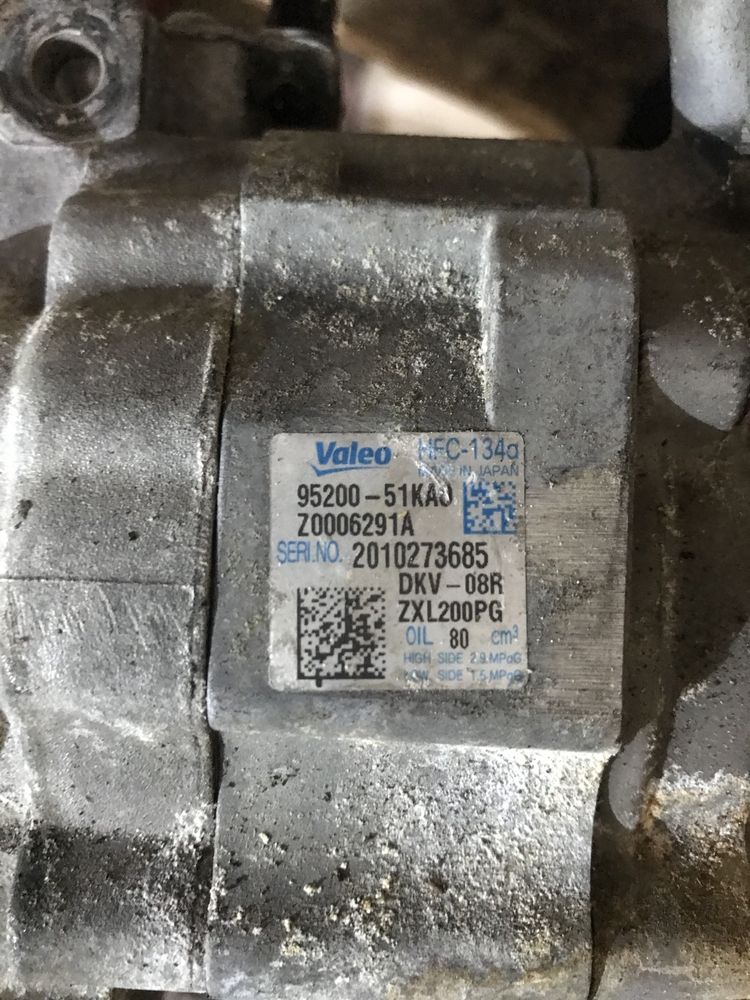 Valeo HFC-134a
MADE IN JAPAN
95200-51KA0
Z0006291A
SERI.NO. 2010273685
DKV-08R
ZXL200PG
OIL 80 cm³
HIGH SIDE 2.9 MPaG
LOW SIDE 1.5 MPaG